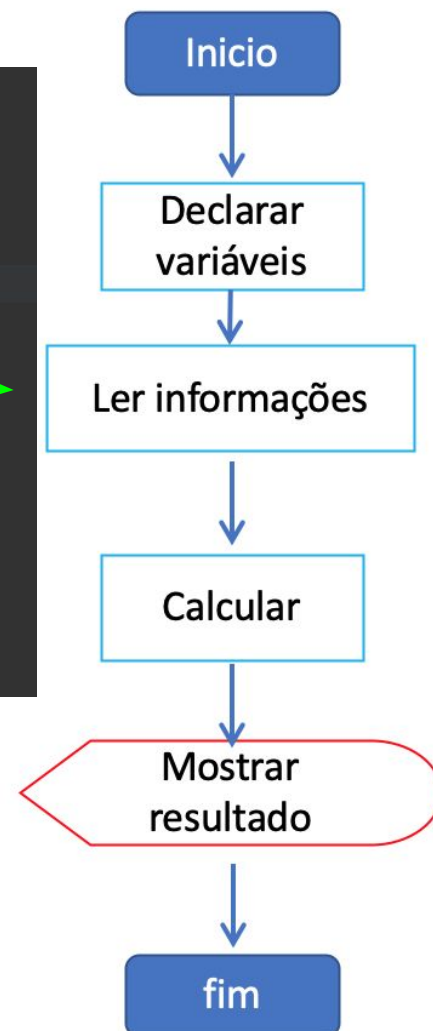 Inicio
Declarar
variáveis
Ler informações
Calcular
Mostrar
resultado
fim